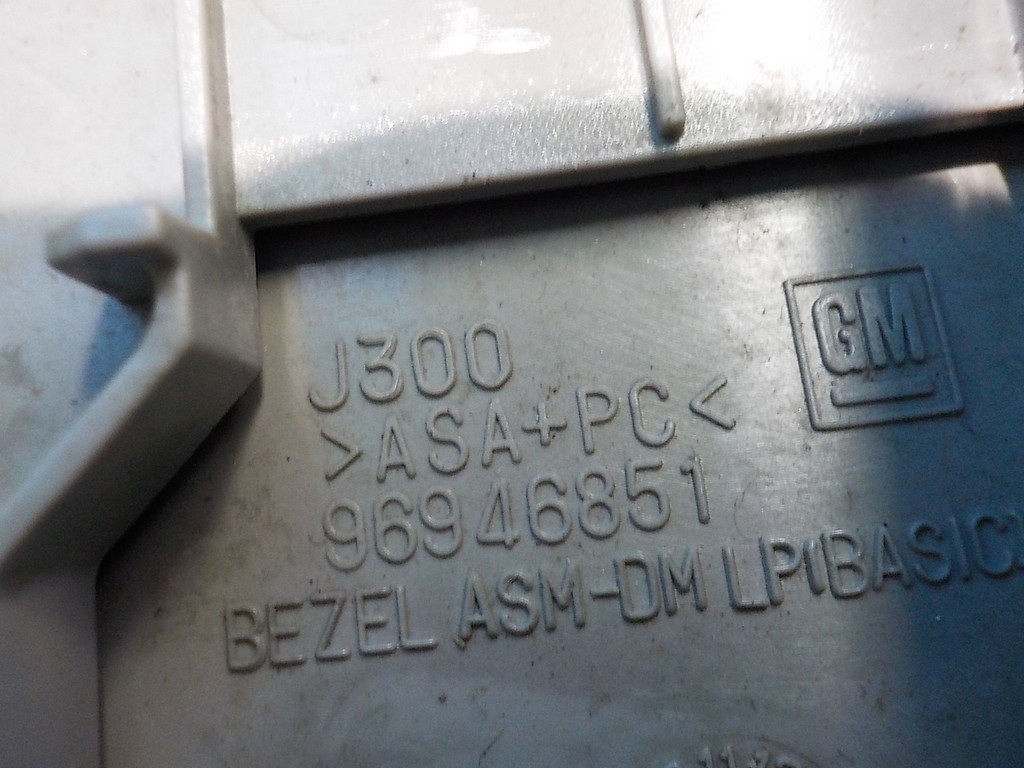 GM
J300
>ASA+PC<
96946851
BEZEL ASM-DM LP(BASIC)